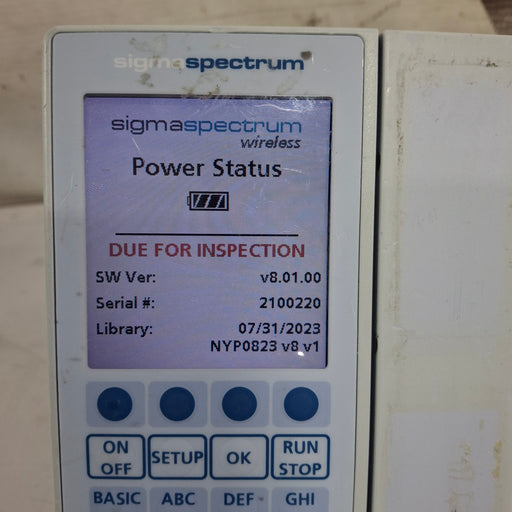 sigmaspectrum
sigmaspectrum
wireless
Power Status
DUE FOR INSPECTION
SW Ver: v8.01.00
Serial #: 2100220
Library: 07/31/2023
NYP0823 v8 v1
ON OFF SETUP OK RUN STOP
BASIC ABC DEF GHI